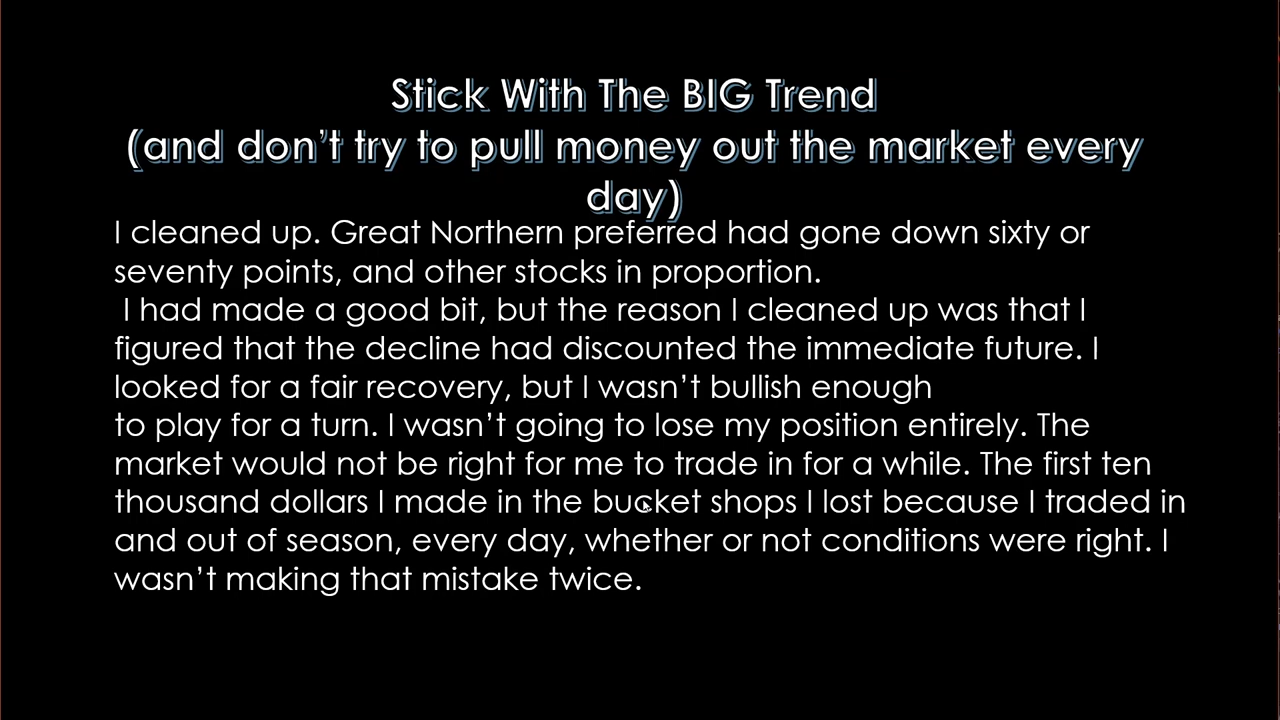 Stick With The BIG Trend
(and don’t try to pull money out the market every
day)
I cleaned up. Great Northern preferred had gone down sixty or
seventy points, and other stocks in proportion.
I had made a good bit, but the reason I cleaned up was that I
figured that the decline had discounted the immediate future. I
looked for a fair recovery, but I wasn’t bullish enough
to play for a turn. I wasn’t going to lose my position entirely. The
market would not be right for me to trade in for a while. The first ten
thousand dollars I made in the bucket shops I lost because I traded in
and out of season, every day, whether or not conditions were right. I
wasn’t making that mistake twice.